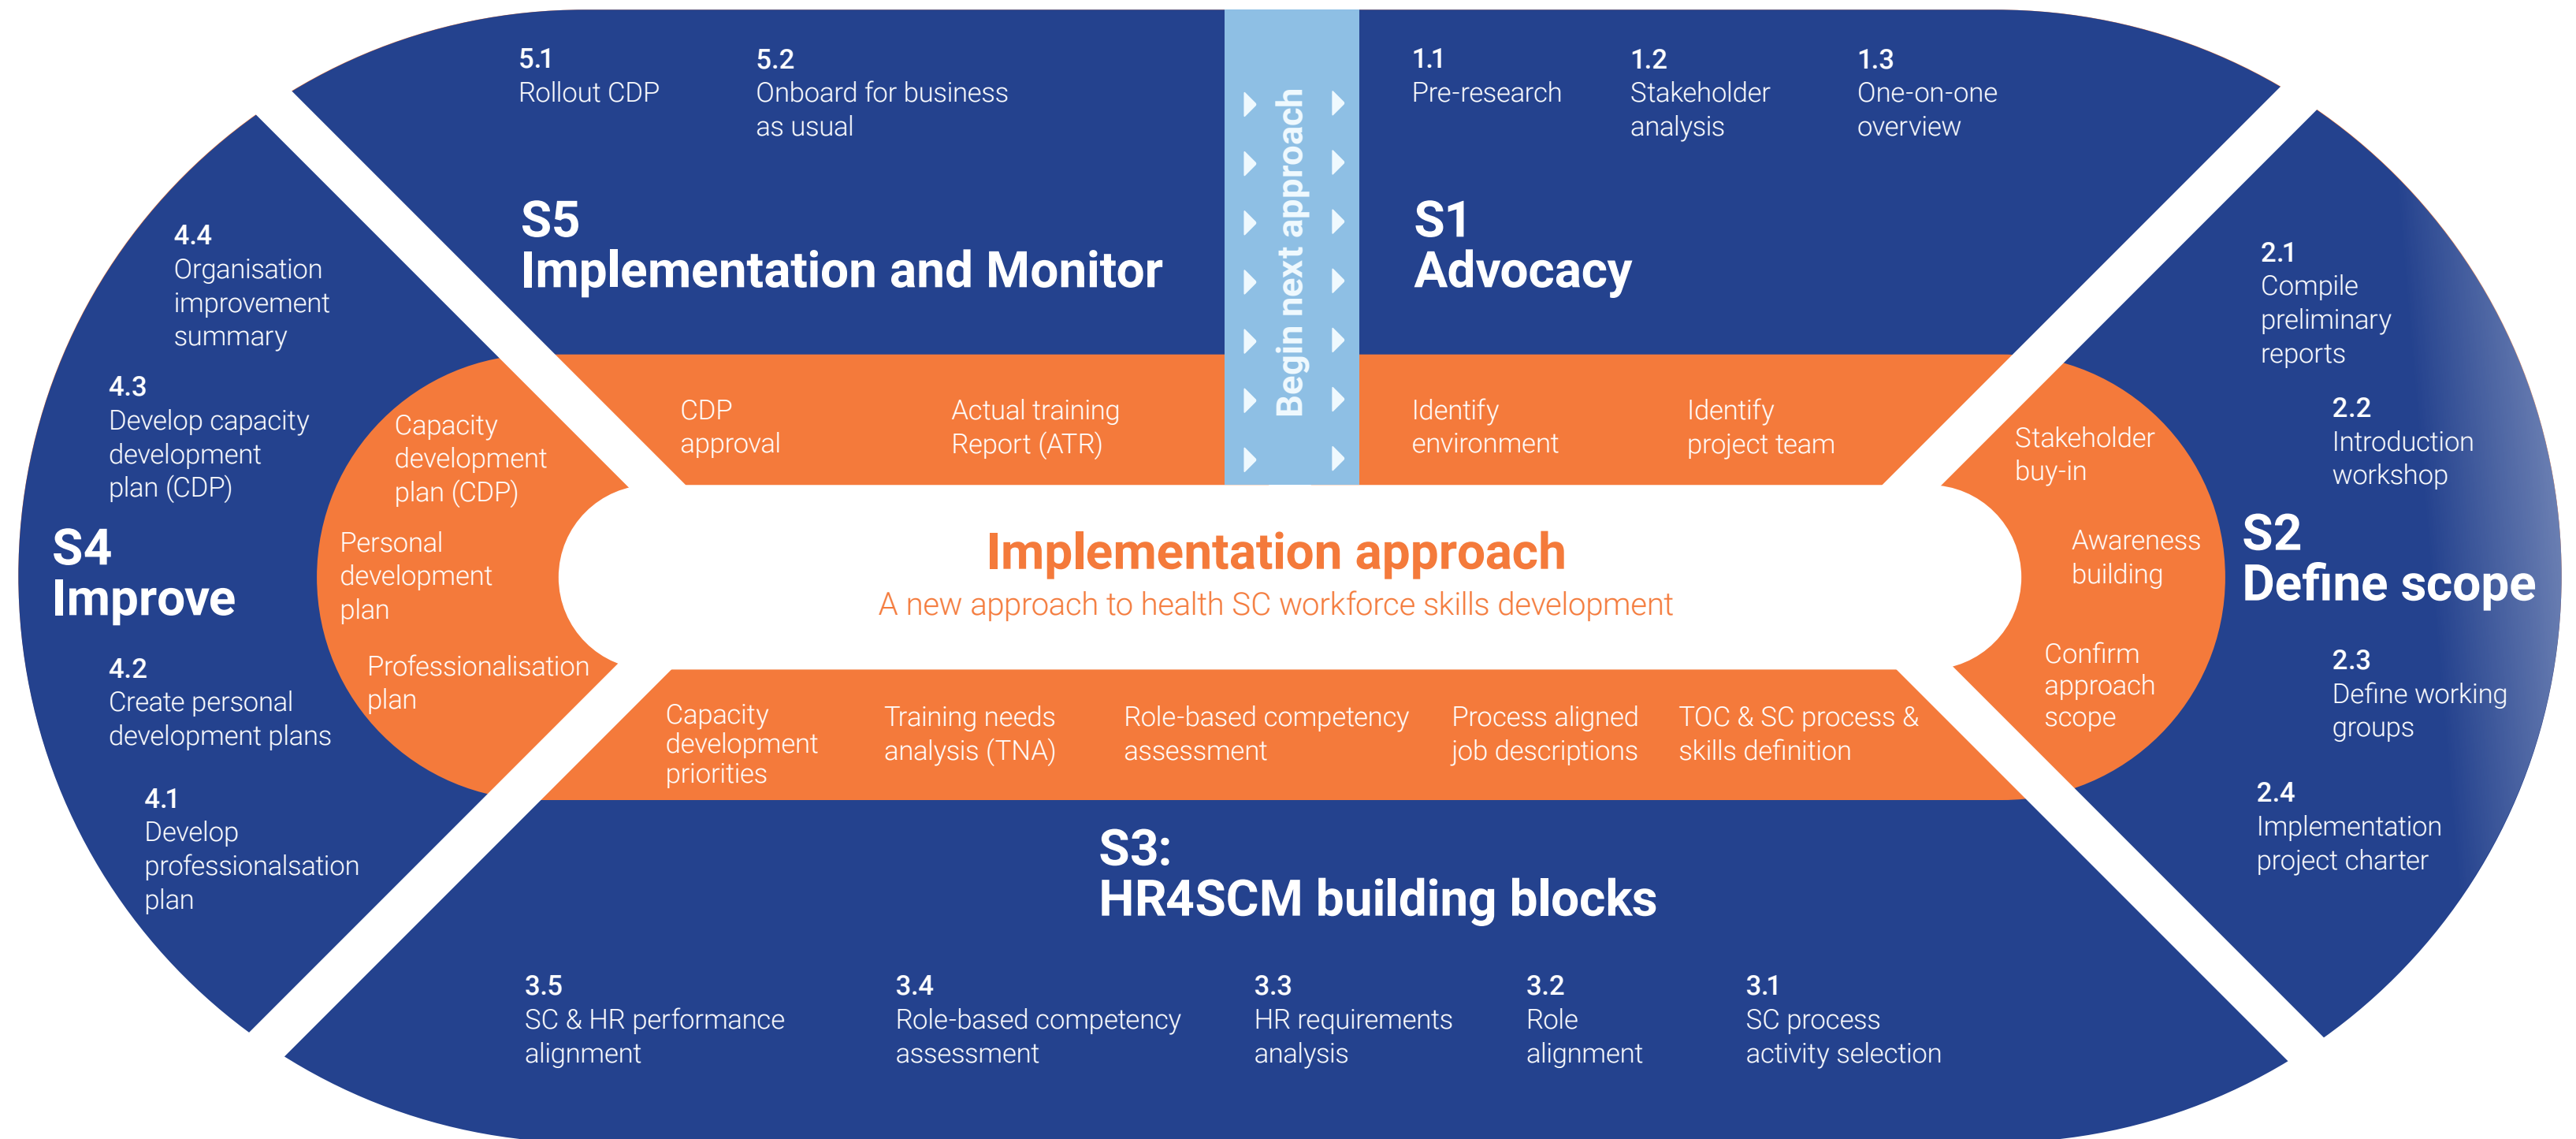 5.1
Rollout CDP
5.2
Onboard for business
as usual
S5
Implementation and Monitor
CDP
approval
Actual training
Report (ATR)
Begin next approach
1.1
Pre-research
1.2
Stakeholder
analysis
1.3
One-on-one
overview
S1
Advocacy
Identify
environment
Identify
project team
2.1
Compile
preliminary
reports
2.2
Introduction
workshop
S2
Define scope
2.3
Define working
groups
2.4
Implementation
project charter
Stakeholder
buy-in
Awareness
building
Confirm
approach
scope
Implementation approach
A new approach to health SC workforce skills development
4.4
Organisation
improvement
summary
4.3
Develop capacity
development
plan (CDP)
S4
Improve
4.2
Create personal
development plans
4.1
Develop
professionalsation
plan
Capacity
development
plan (CDP)
Personal
development
plan
Professionalisation
plan
Capacity
development
priorities
Training needs
analysis (TNA)
Role-based competency
assessment
Process aligned
job descriptions
TOC & SC process &
skills definition
S3:
HR4SCM building blocks
3.5
SC & HR performance
alignment
3.4
Role-based competency
assessment
3.3
HR requirements
analysis
3.2
Role
alignment
3.1
SC process
activity selection